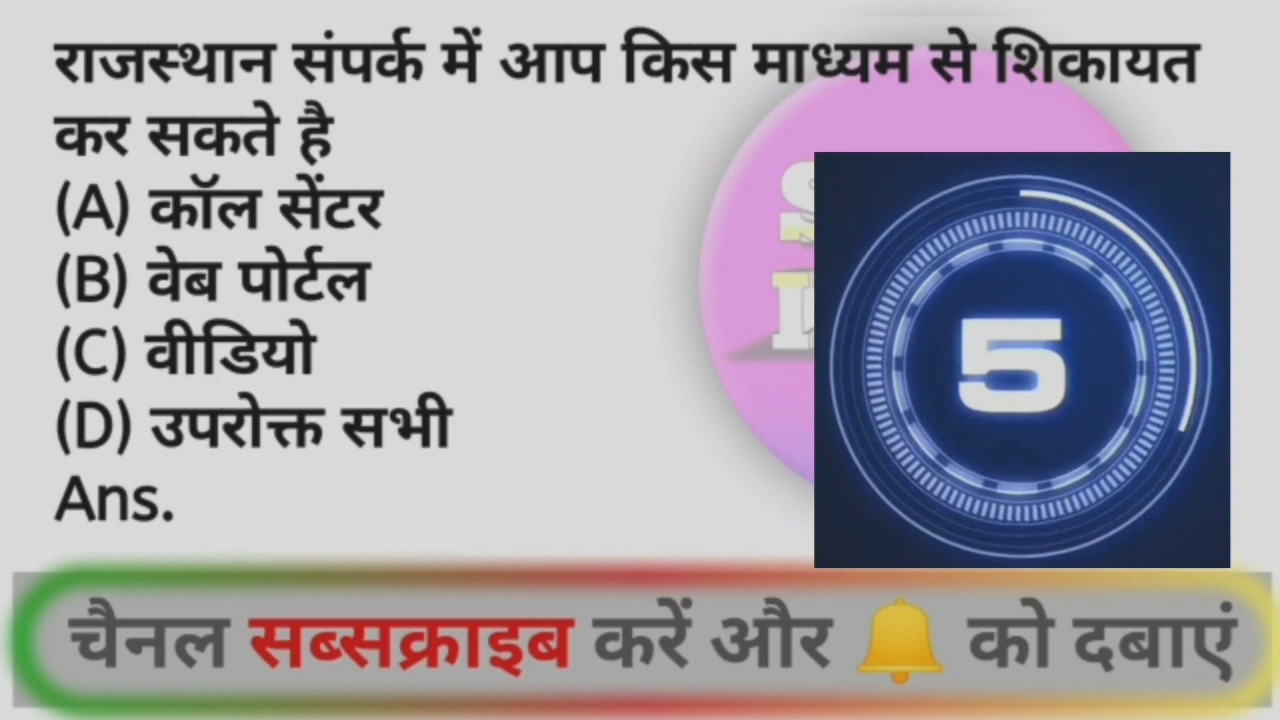 राजस्थान संपर्क में आप किस माध्यम से शिकायत
कर सकते है
(A) कॉल सेंटर
(B) वेब पोर्टल
(C) वीडियो
(D) उपरोक्त सभी
Ans.
5
चैनल सब्सक्राइब करें और 🔔 को दबाएं